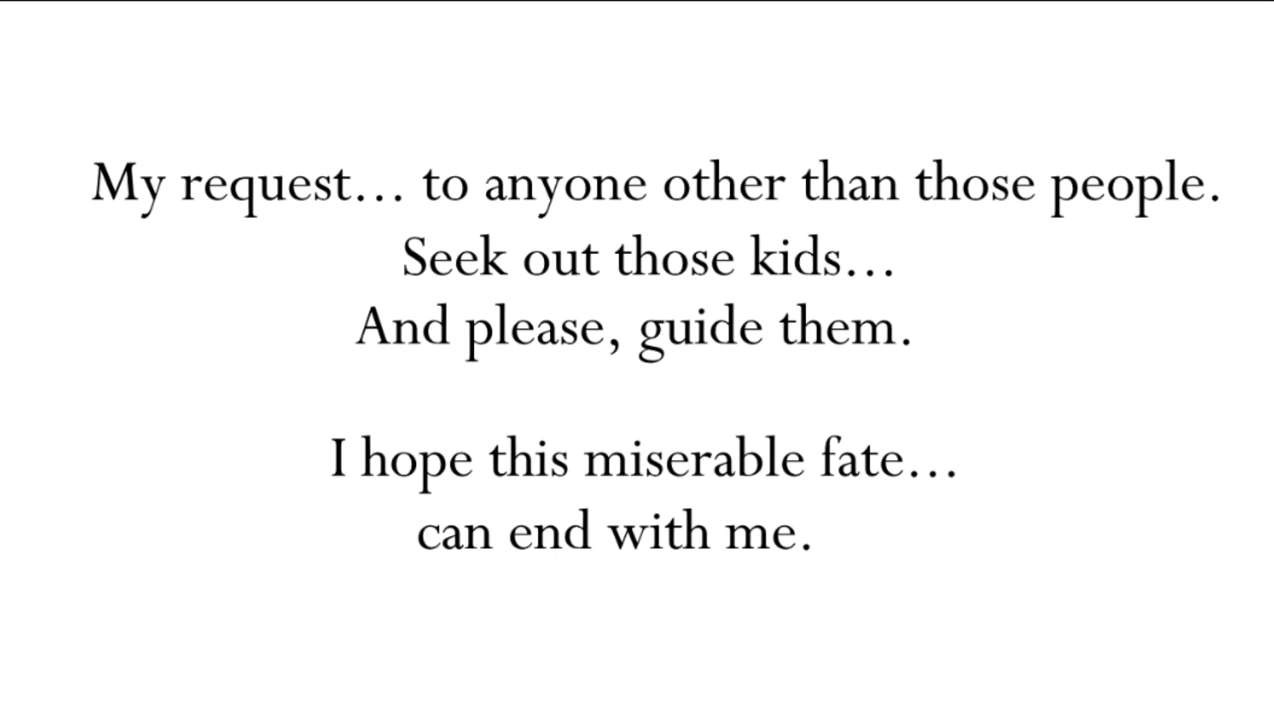 My request... to anyone other than those people.
Seek out those kids...
And please, guide them.
I hope this miserable fate...
can end with me.